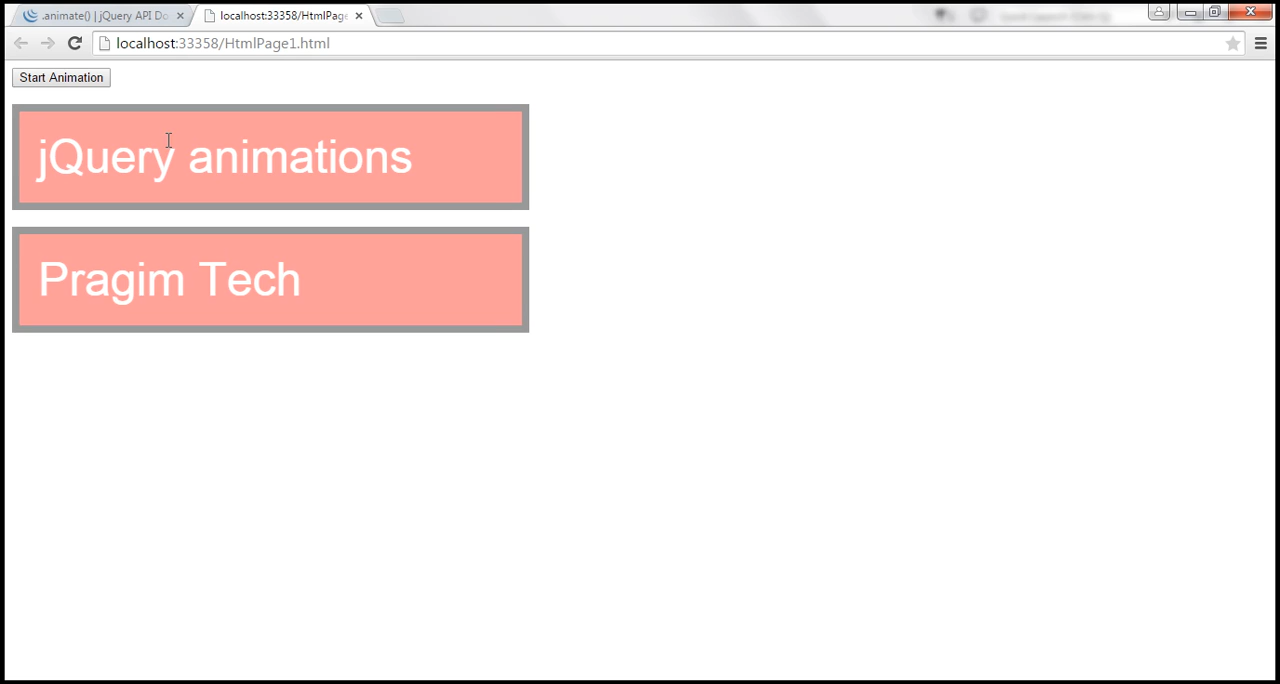 .animate() | jQuery API Do
localhost:33358/HtmlPage
localhost:33358/HtmlPage1.html
Start Animation
jQuery animations
Pragim Tech